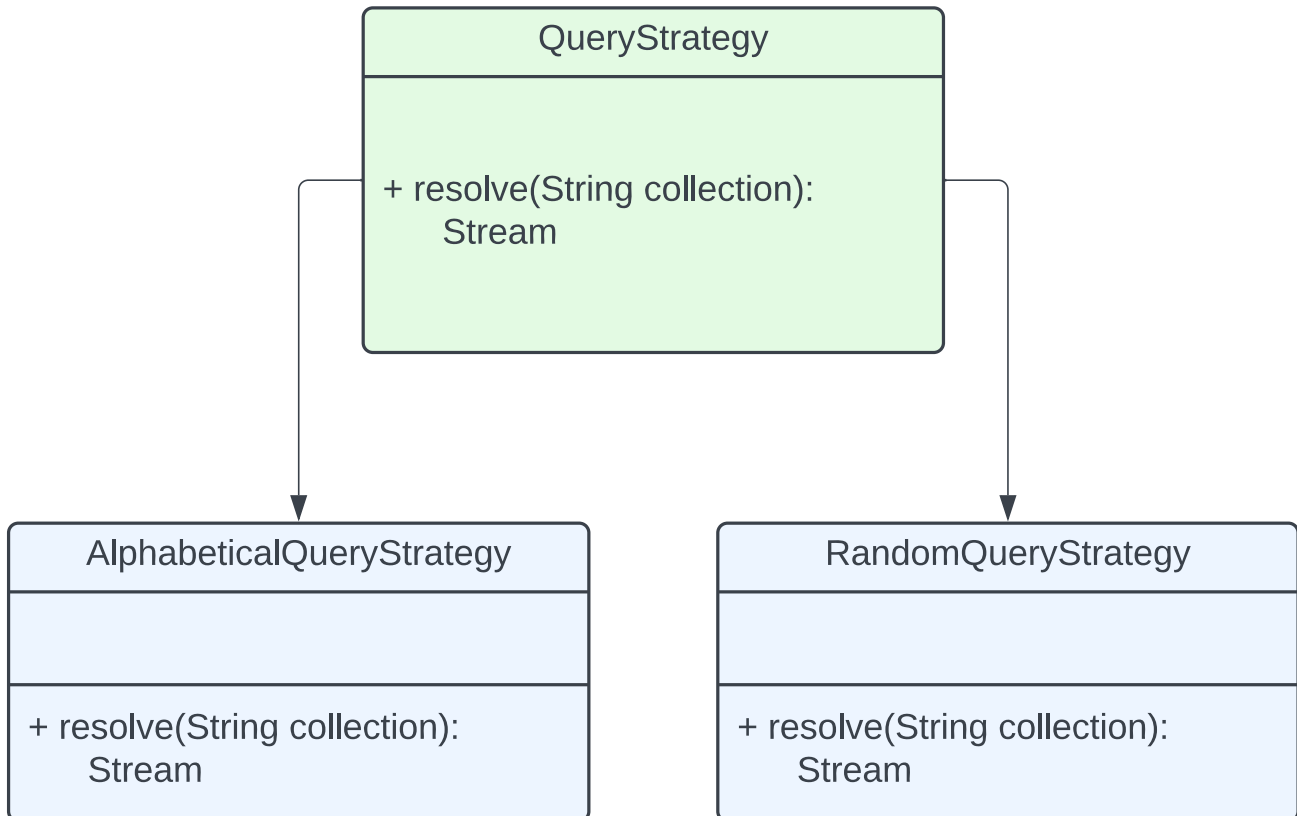 QueryStrategy
+ resolve(String collection):
Stream
AlphabeticalQueryStrategy
+ resolve(String collection):
Stream
RandomQueryStrategy
+ resolve(String collection):
Stream